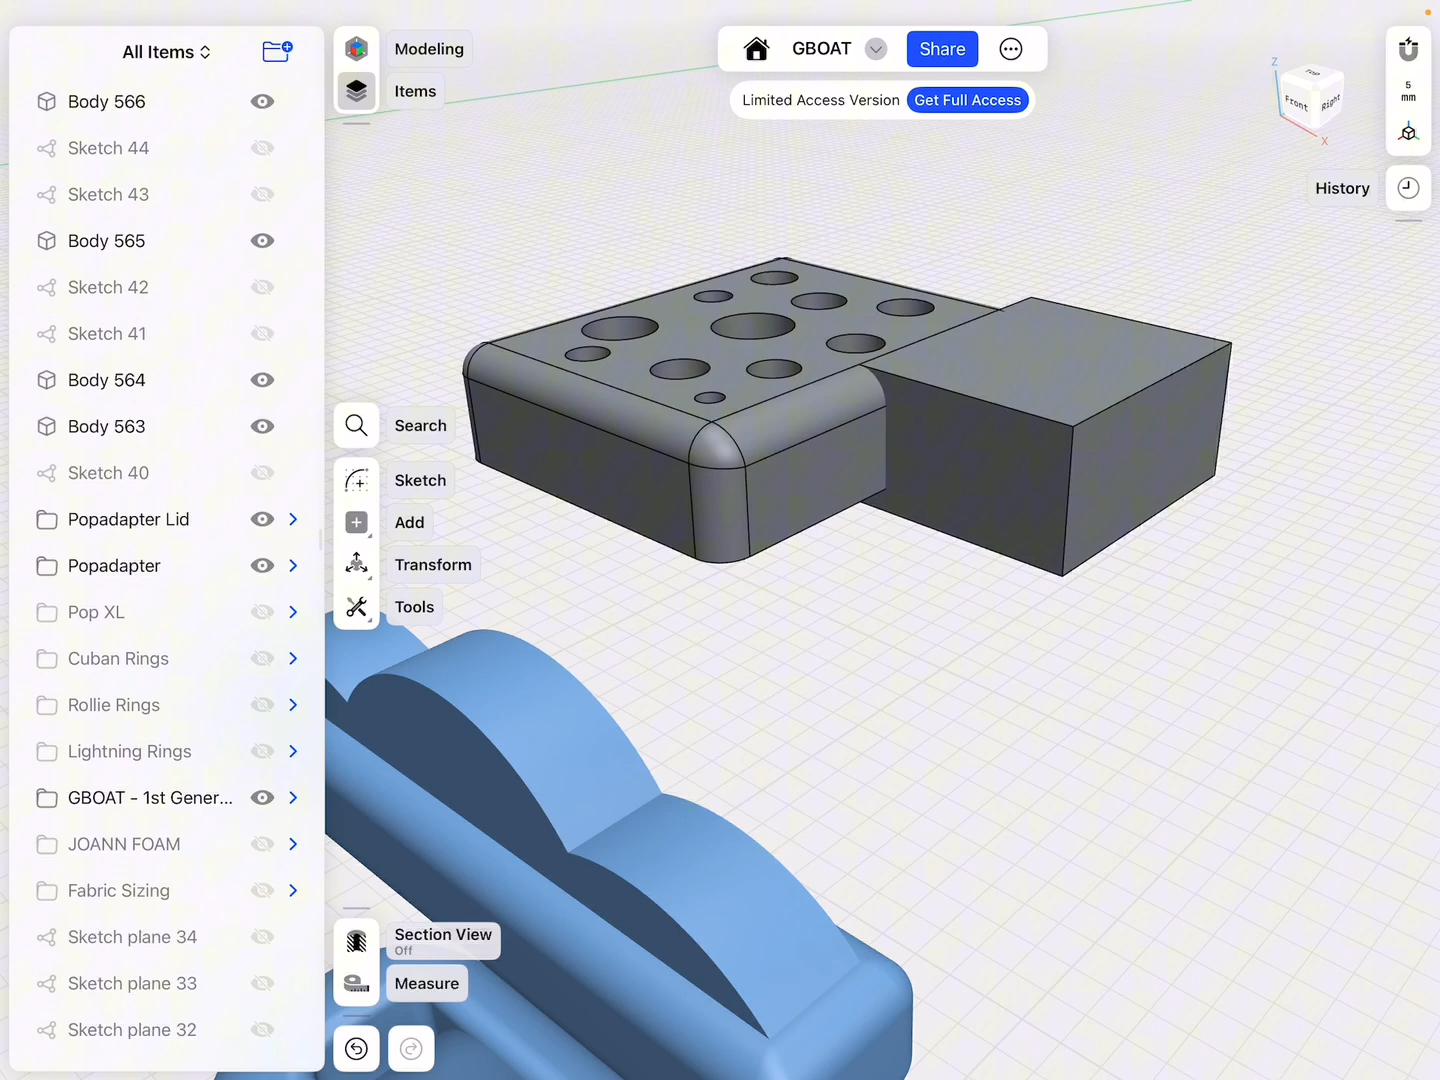 All Items
Body 566
Sketch 44
Sketch 43
Body 565
Sketch 42
Sketch 41
Body 564
Body 563
Sketch 40
Popadapter Lid
Popadapter
Pop XL
Cuban Rings
Rollie Rings
Lightning Rings
GBOAT - 1st Gener...
JOANN FOAM
Fabric Sizing
Sketch plane 34
Sketch plane 33
Sketch plane 32
Modeling
Items
Search
Sketch
Add
Transform
Tools
Section View
Off
Measure
GBOAT
Share
Limited Access Version
Get Full Access
Z
TOP
Front
Right
X
5
mm
History